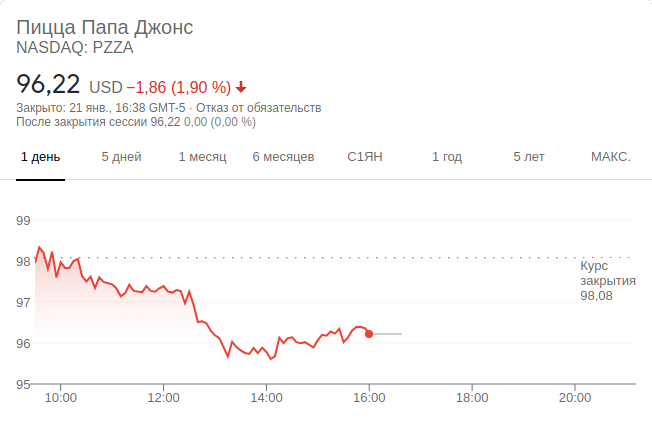 Пицца Папа Джонс
NASDAQ: PZZA
96,22 USD −1,86 (1,90 %)
Закрыто: 21 янв., 16:38 GMT-5 · Отказ от обязательств
После закрытия сессии 96,22 0,00 (0,00 %)
1 день 5 дней 1 месяц 6 месяцев С1ЯН 1 год 5 лет МАКС.
99
98
Курс
закрытия
98,08
97
96
95
10:00 12:00 14:00 16:00 18:00 20:00